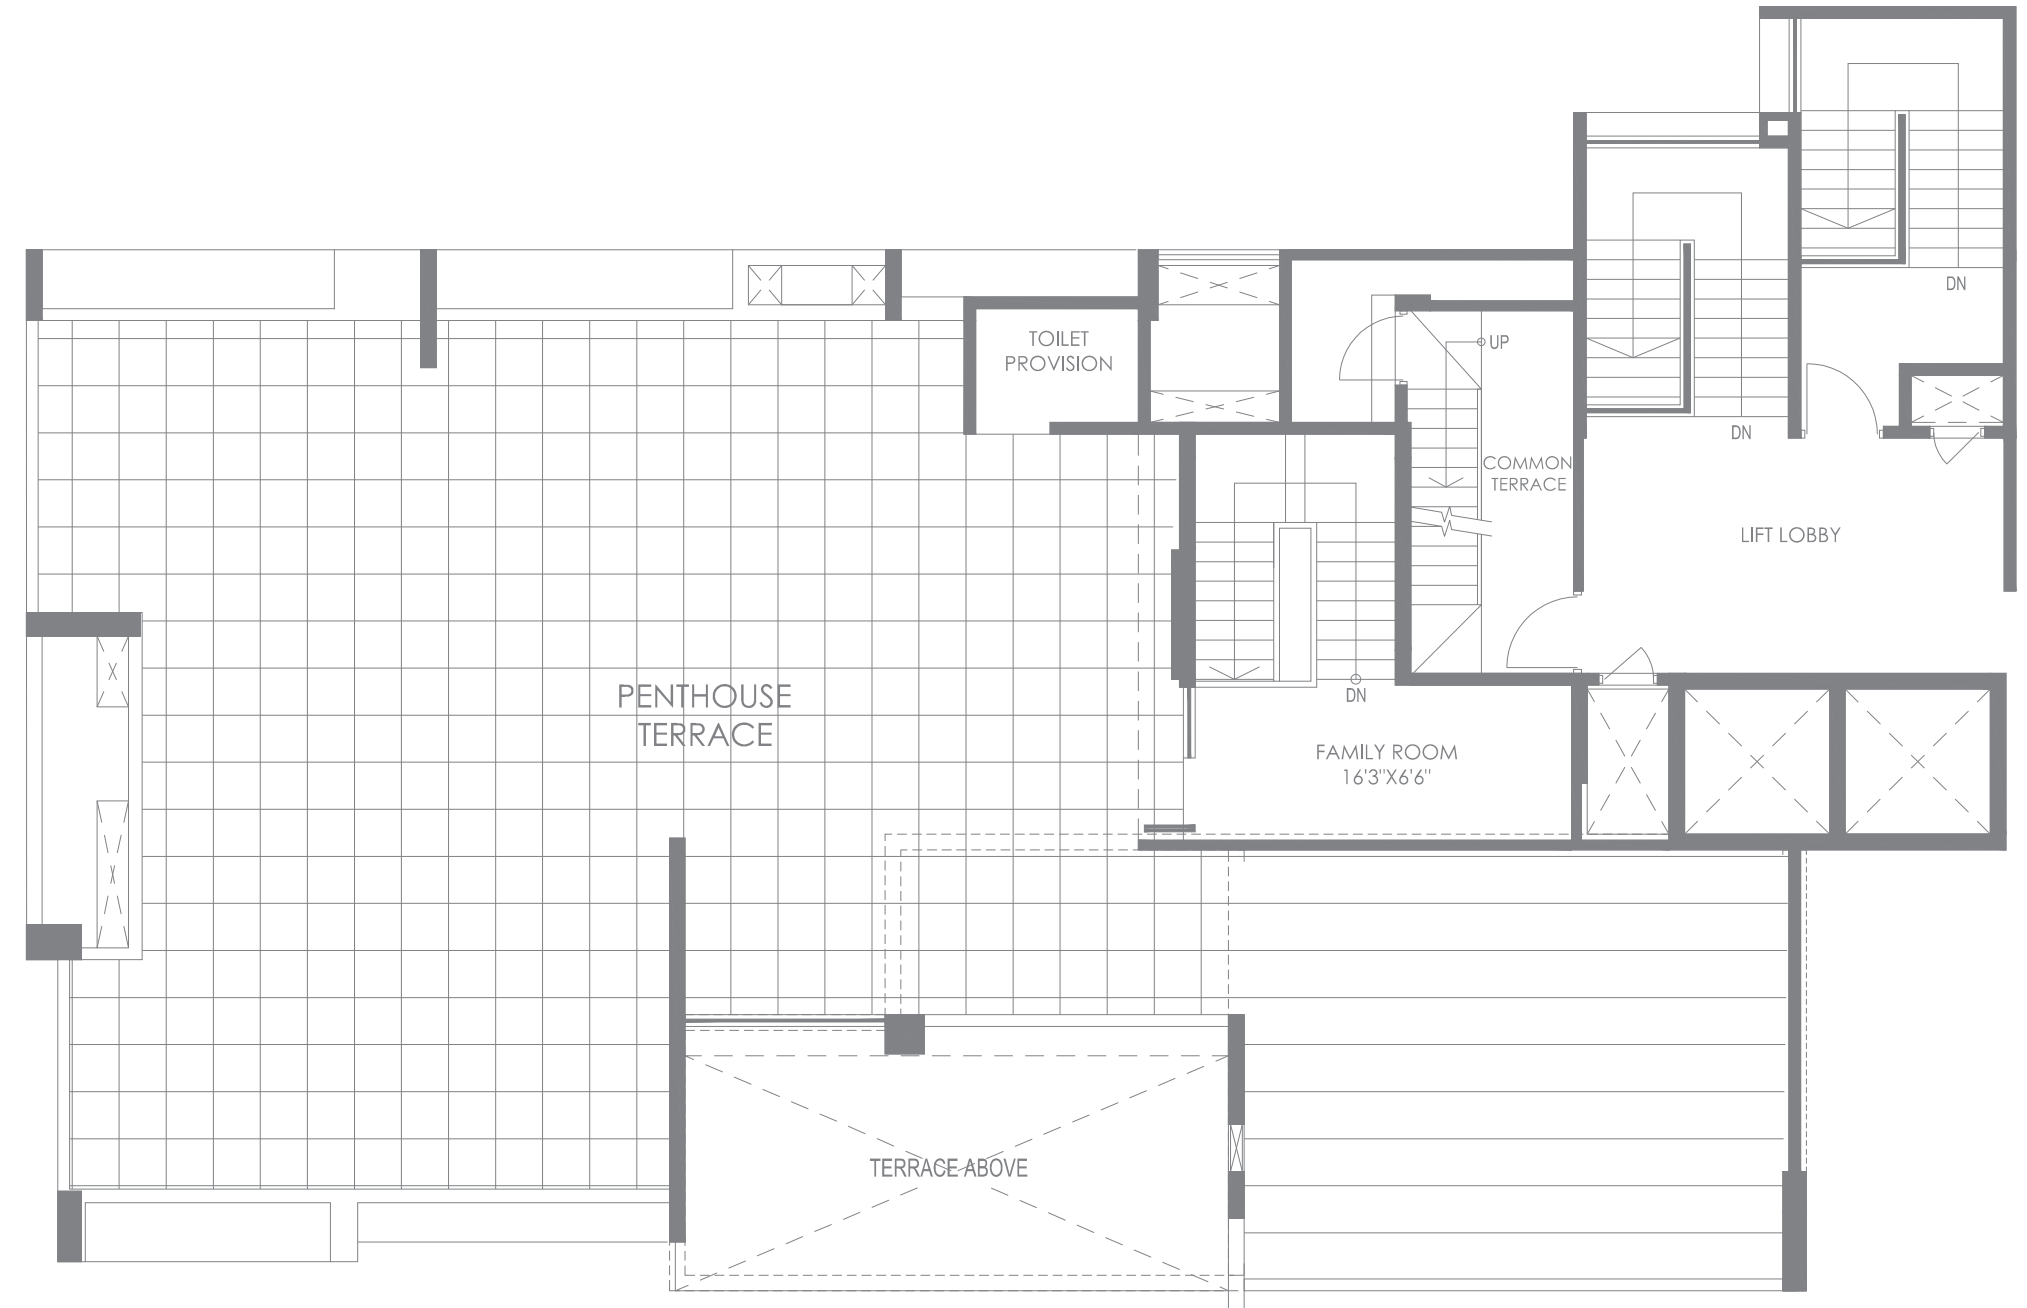 DN
TOILET
PROVISION
UP
DN
COMMON
TERRACE
LIFT LOBBY
PENTHOUSE
TERRACE
DN
FAMILY ROOM
16'3"X6'6"
TERRACE ABOVE